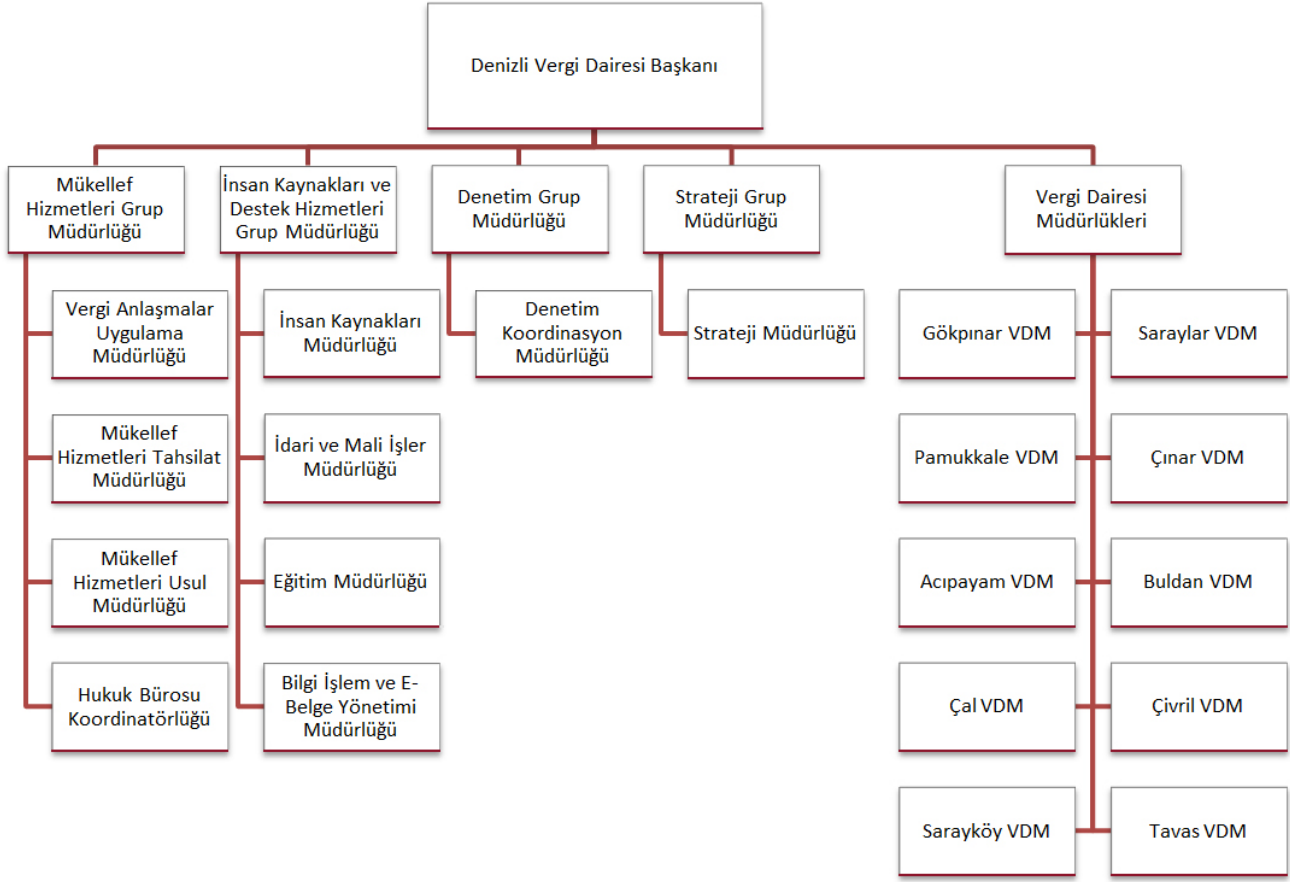 Denizli Vergi Dairesi Başkanı
Mükellef
Hizmetleri Grup
Müdürlüğü
İnsan Kaynakları ve
Destek Hizmetleri
Grup Müdürlüğü
Denetim Grup
Müdürlüğü
Strateji Grup
Müdürlüğü
Vergi Dairesi
Müdürlükleri
Vergi Anlaşmalar
Uygulama
Müdürlüğü
Mükellef
Hizmetleri Tahsilat
Müdürlüğü
Mükellef
Hizmetleri Usul
Müdürlüğü
Hukuk Bürosu
Koordinatörlüğü
İnsan Kaynakları
Müdürlüğü
İdari ve Mali İşler
Müdürlüğü
Eğitim Müdürlüğü
Bilgi İşlem ve E-
Belge Yönetimi
Müdürlüğü
Denetim
Koordinasyon
Müdürlüğü
Strateji Müdürlüğü
Gökpınar VDM
Saraylar VDM
Pamukkale VDM
Çınar VDM
Acıpayam VDM
Buldan VDM
Çal VDM
Çivril VDM
Sarayköy VDM
Tavas VDM